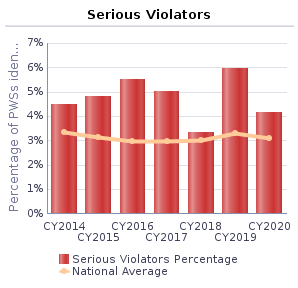 Serious Violators
Percentage of PWSs iden...
7%
6%
5%
4%
3%
2%
1%
0%
CY2014
CY2015
CY2016
CY2017
CY2018
CY2019
CY2020
Serious Violators Percentage
National Average